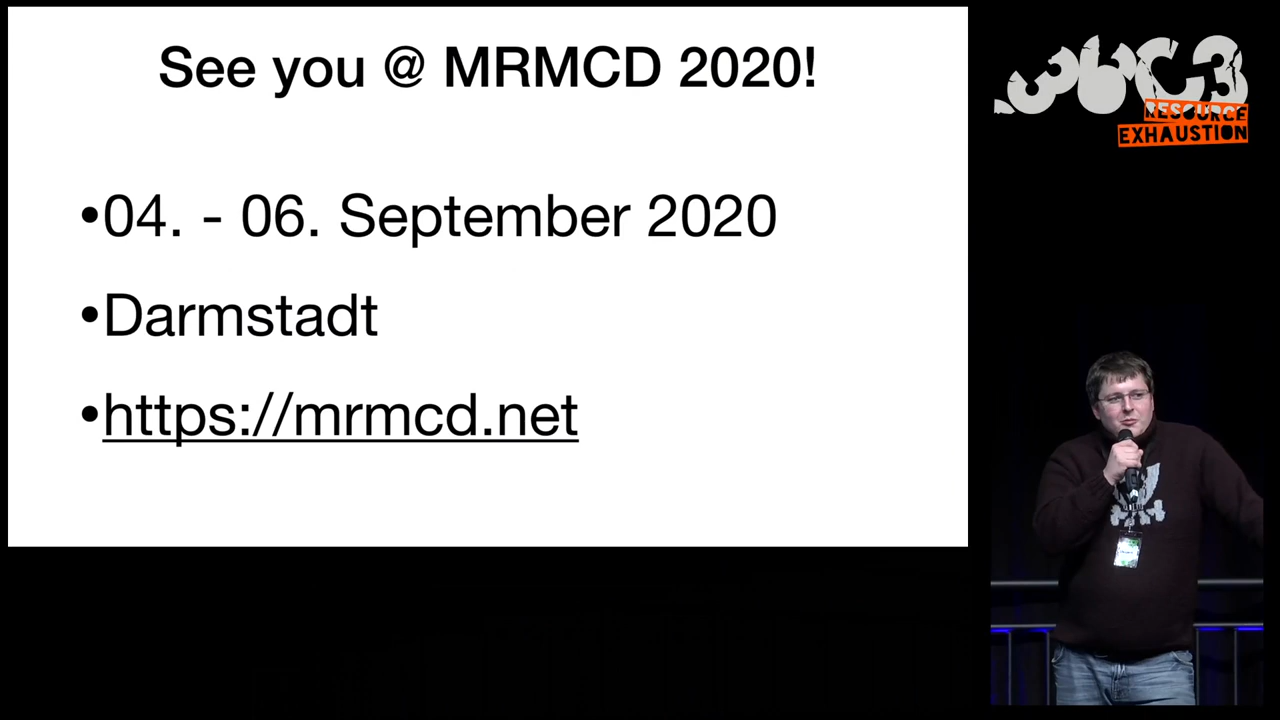 See you @ MRMCD 2020!
•04. - 06. September 2020
•Darmstadt
•https://mrmcd.net
36C3
RESOURCE
EXHAUSTION